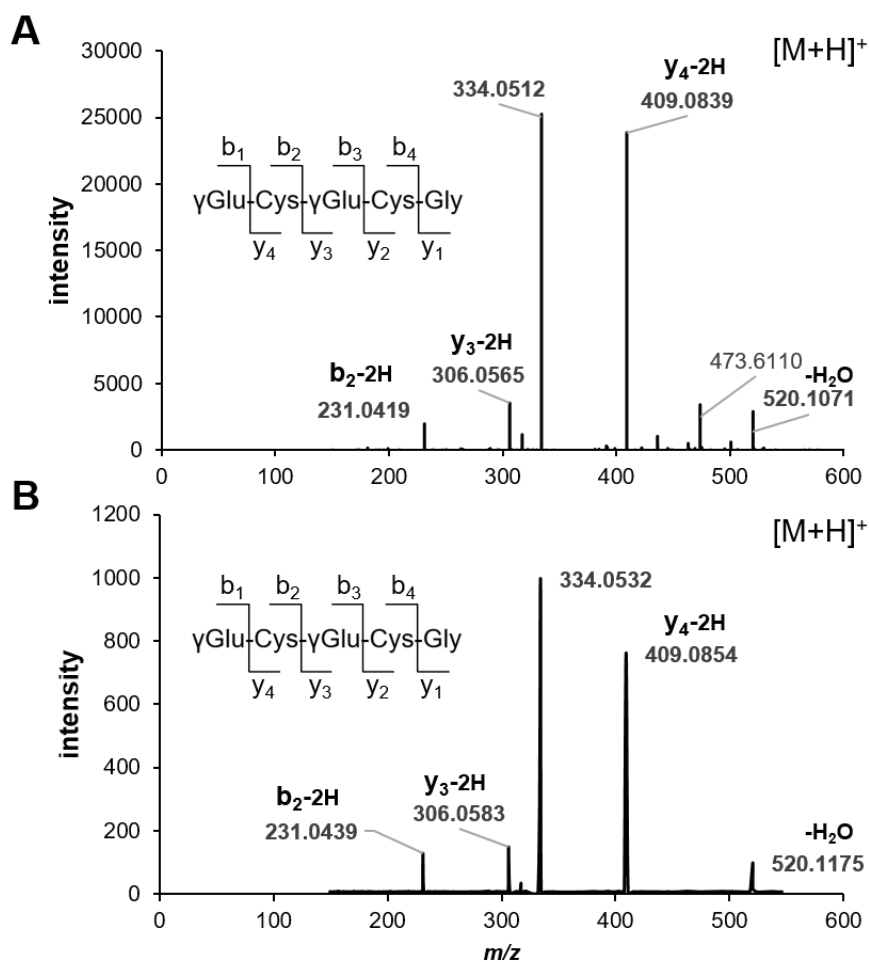 A
[M+H]+
30000
y4-2H
334.0512
409.0839
25000
b1 b2 b3 b4
20000
γGlu-Cys-γGlu-Cys-Gly
y4 y3 y2 y1
15000
intensity
10000
y3-2H
b2-2H
306.0565
473.6110
-H2O
5000
231.0419
520.1071
0
0 100 200 300 400 500 600
B
1200
[M+H]+
b1 b2 b3 b4
1000
334.0532
γGlu-Cys-γGlu-Cys-Gly
y4-2H
800
409.0854
y4 y3 y2 y1
intensity
600
400
y3-2H
b2-2H
306.0583
200
231.0439
-H2O
520.1175
0
0 100 200 300 400 500 600
m/z